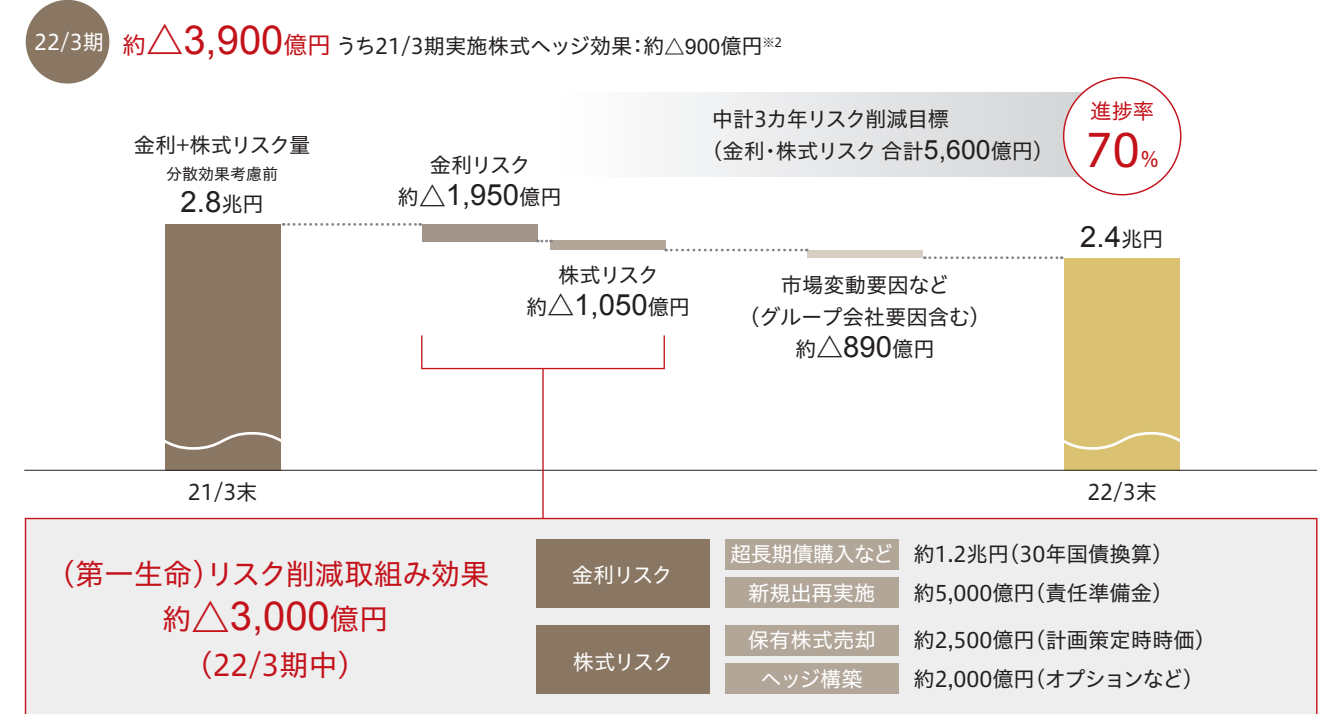 22/3期 約△3,900億円 うち21/3期実施株式ヘッジ効果：約△900億円※2
中計3カ年リスク削減目標
（金利・株式リスク 合計5,600億円）
進捗率
70%
金利+株式リスク量
分散効果考慮前
2.8兆円
金利リスク
約△1,950億円
株式リスク
約△1,050億円
市場変動要因など
（グループ会社要因含む）
約△890億円
2.4兆円
21/3末
22/3末
（第一生命）リスク削減取組み効果
約△3,000億円
（22/3期中）
金利リスク
超長期債購入など 約1.2兆円（30年国債換算）
新規出再実施 約5,000億円（責任準備金）
株式リスク
保有株式売却 約2,500億円（計画策定時時価）
ヘッジ構築 約2,000億円（オプションなど）